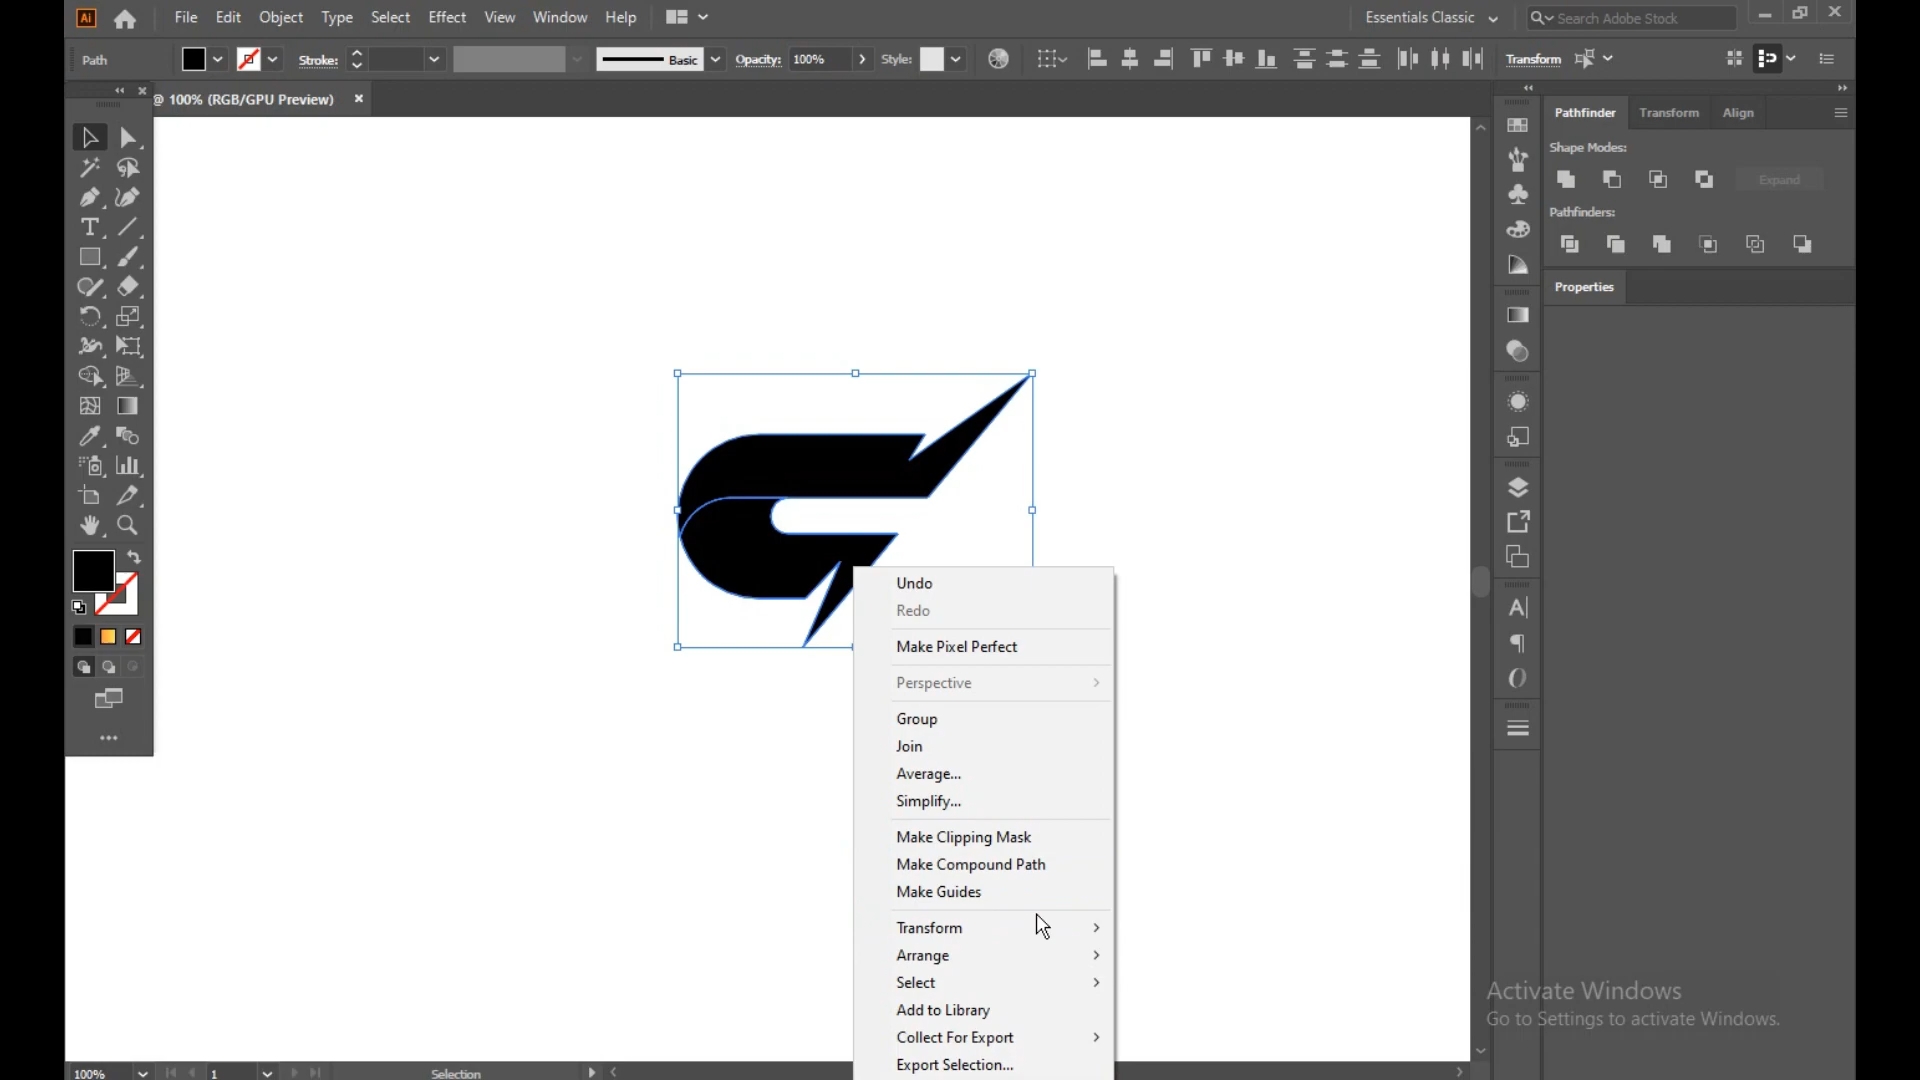 Ai File Edit Object Type Select Effect View Window Help Essentials Classic Search Adobe Stock
Path Stroke: Basic Opacity: 100% Style: Transform
@ 100% (RGB/GPU Preview)
Pathfinder Transform Align
Shape Modes:
Expand
Pathfinders:
Properties
Undo
Redo
Make Pixel Perfect
Perspective
Group
Join
Average...
Simplify...
Make Clipping Mask
Make Compound Path
Make Guides
Transform
Arrange
Select
Add to Library
Collect For Export
Export Selection...
Activate Windows
Go to Settings to activate Windows.
100% 1 Selection